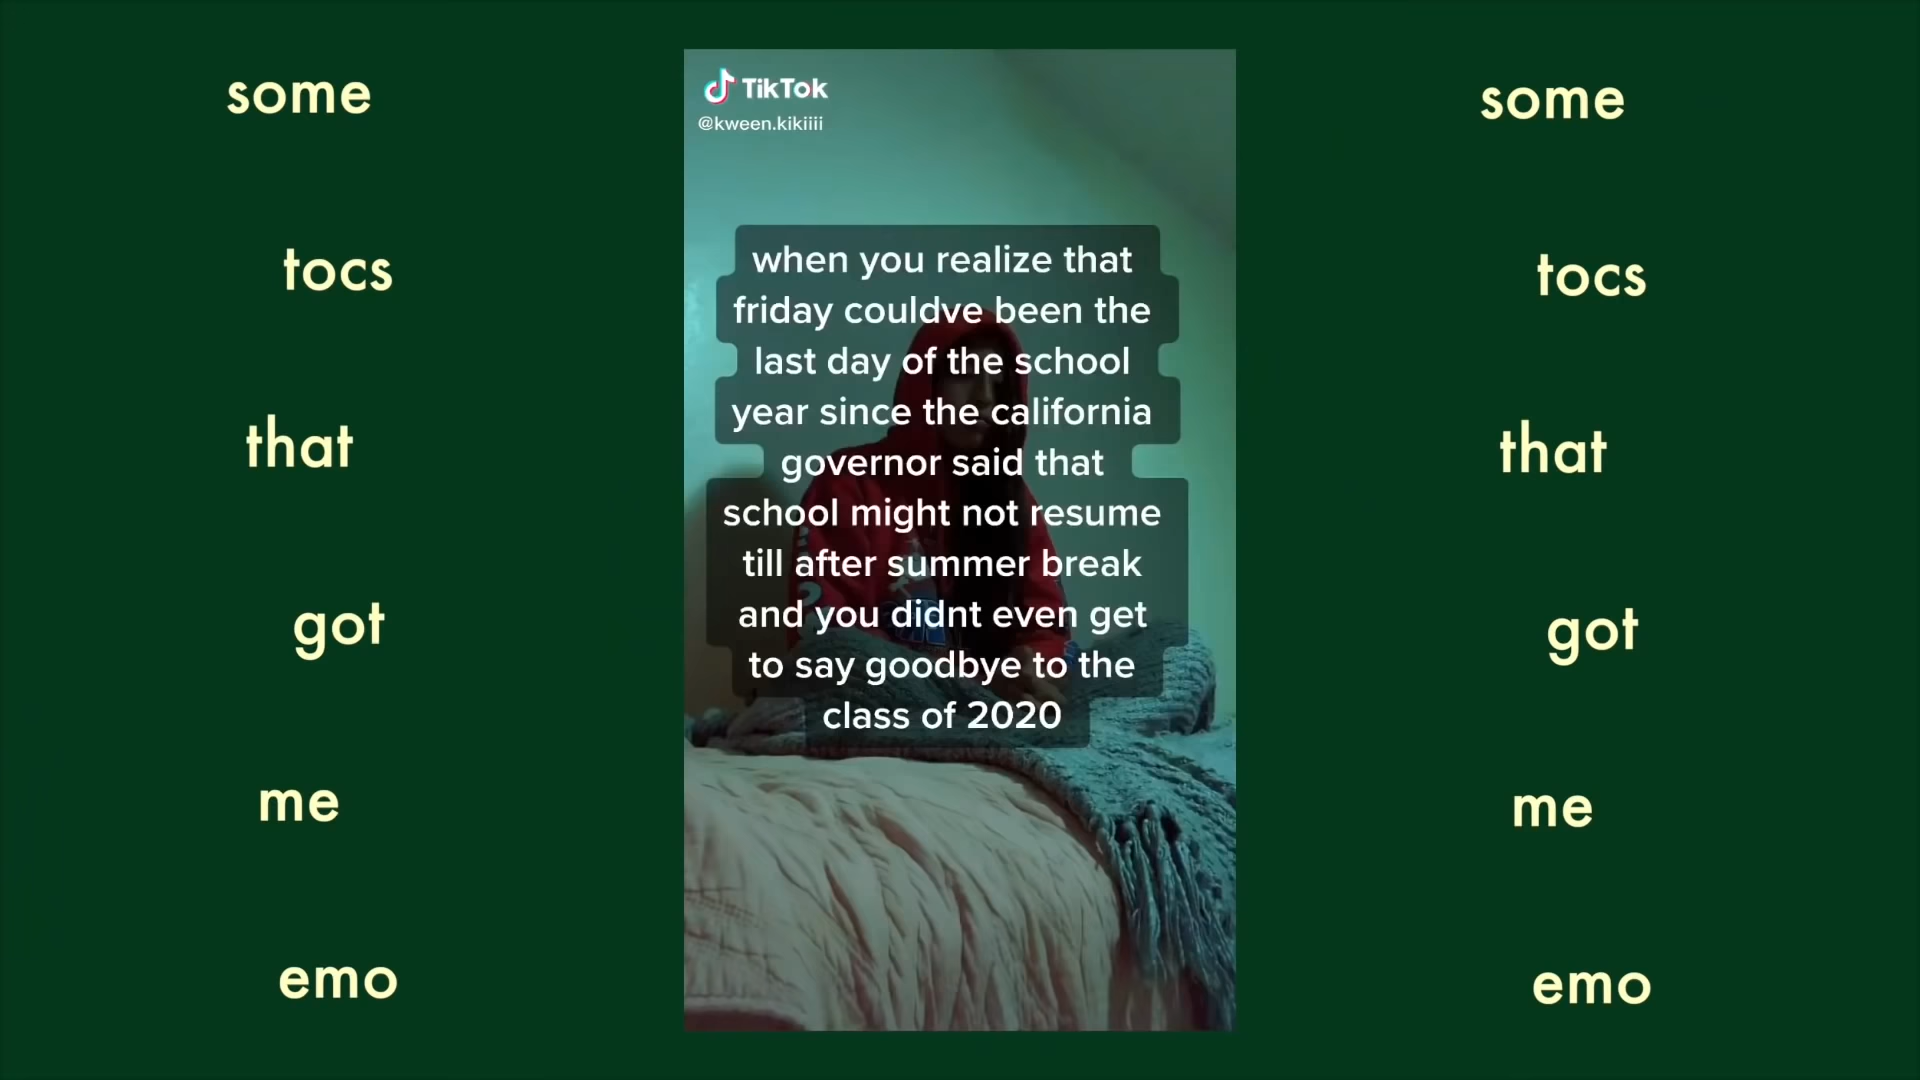 some
tocs
that
got
me
emo
TikTok
@kween.kikiiii
when you realize that
friday couldve been the
last day of the school
year since the california
governor said that
school might not resume
till after summer break
and you didnt even get
to say goodbye to the
class of 2020
some
tocs
that
got
me
emo